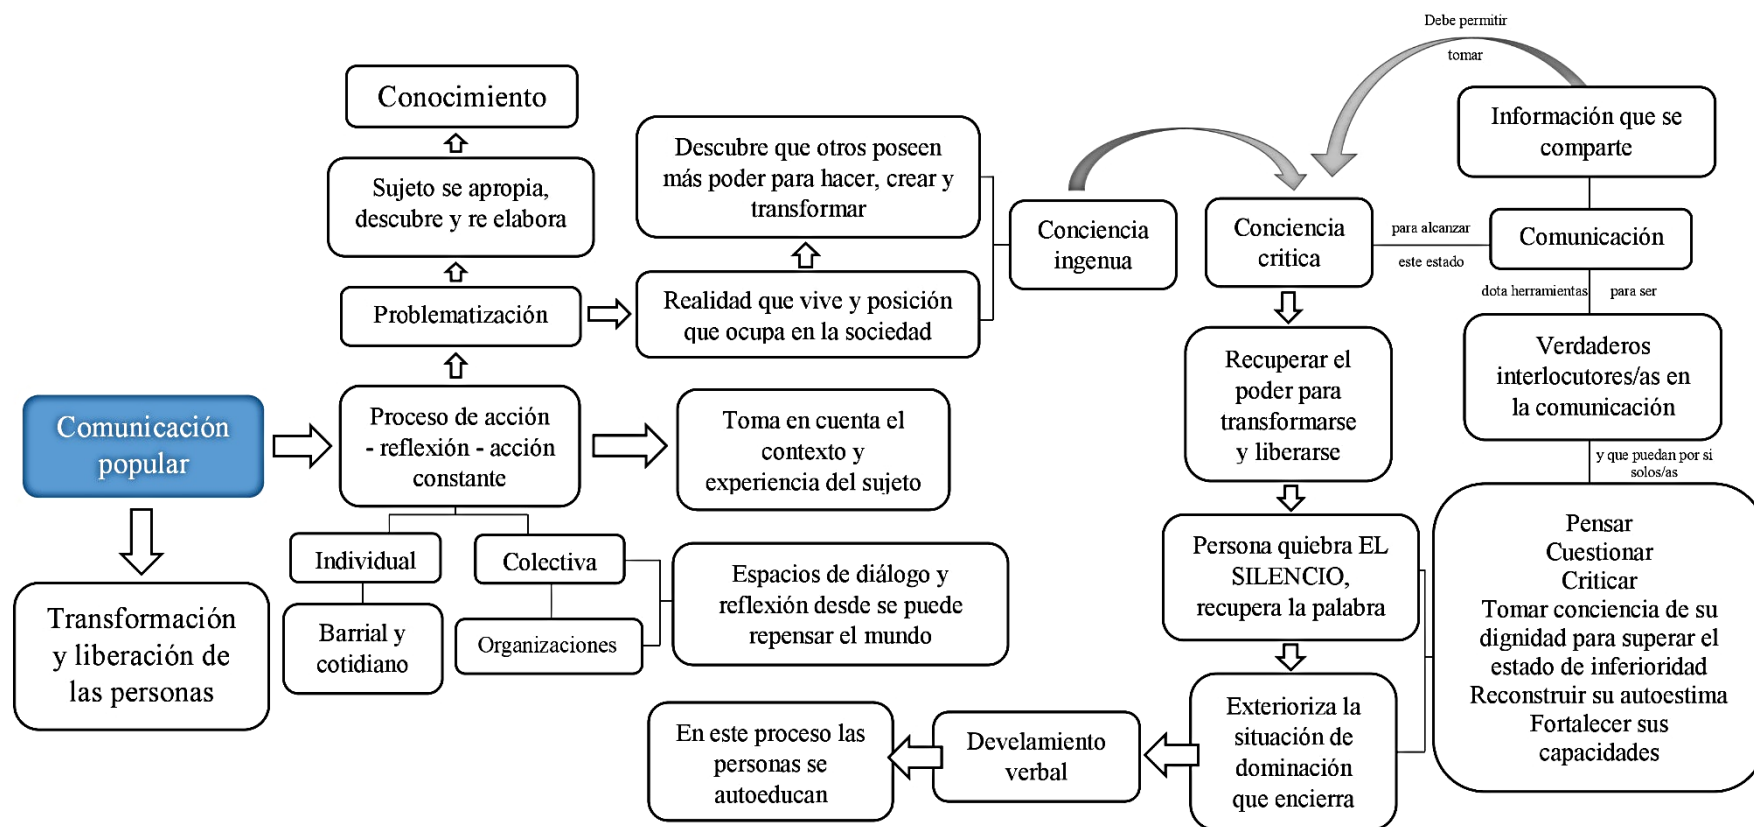 Debe permitir
tomar
Conocimiento
Sujeto se apropia,
descubre y re elabora
Problematización
Descubre que otros poseen
más poder para hacer, crear y
transformar
Realidad que vive y posición
que ocupa en la sociedad
Conciencia
ingenua
Conciencia
critica
para alcanzar
este estado
Información que se
comparte
Comunicación
dota herramientas
para ser
Verdaderos
interlocutores/as en
la comunicación
y que puedan por si
solos/as
Pensar
Cuestionar
Criticar
Tomar conciencia de su
dignidad para superar el
estado de inferioridad
Reconstruir su autoestima
Fortalecer sus
capacidades
Comunicación
popular
Proceso de acción
- reflexión - acción
constante
Toma en cuenta el
contexto y
experiencia del sujeto
Recuperar el
poder para
transformarse
y liberarse
Transformación
y liberación de
las personas
Individual
Colectiva
Barrial y
cotidiano
Organizaciones
Espacios de diálogo y
reflexión desde se puede
repensar el mundo
Persona quiebra EL
SILENCIO,
recupera la palabra
Exterioriza la
situación de
dominación
que encierra
Develamiento
verbal
En este proceso las
personas se
autoeducan